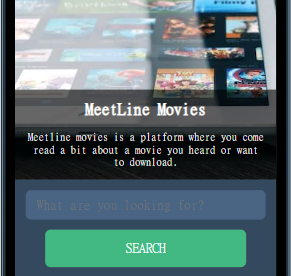 MeetLine Movies
Meetline movies is a platform where you come
read a bit about a movie you heard or want
to download.
What are you looking for?
SEARCH